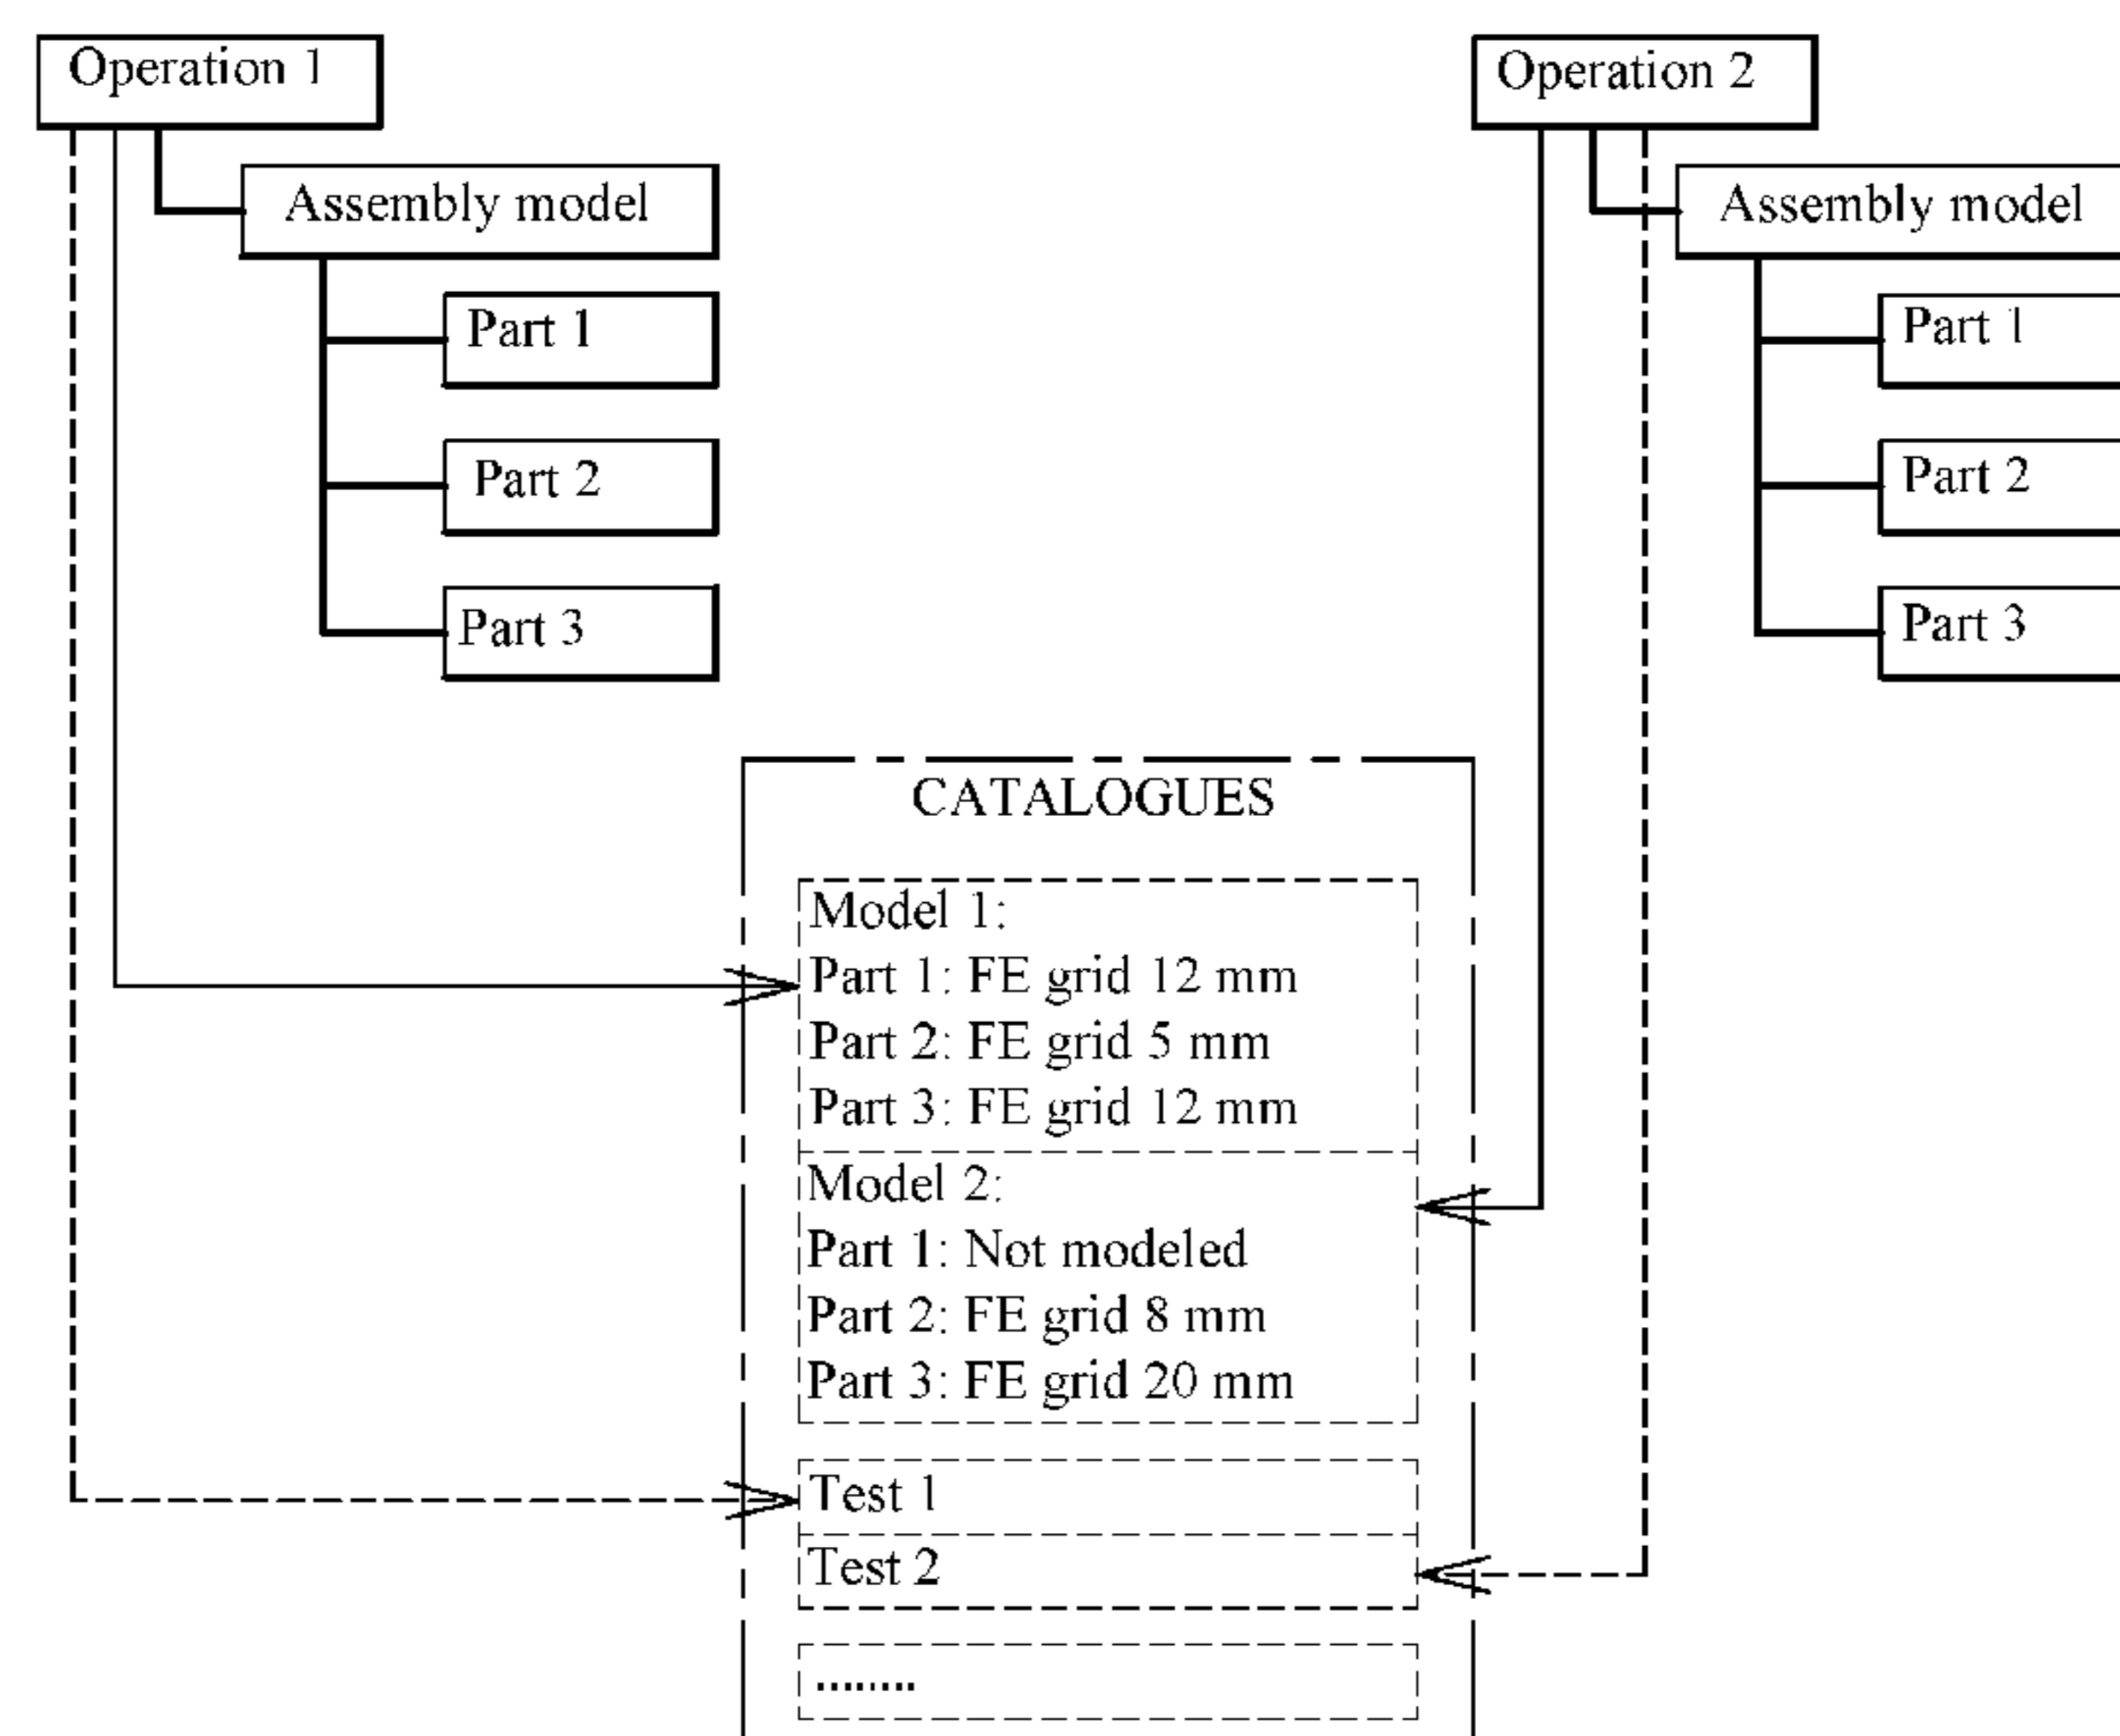 Operation 1
Operation 2
Assembly model
Assembly model
Part 1
Part 1
Part 2
Part 2
Part 3
Part 3
CATALOGUES
Model 1:
Part 1: FE grid 12 mm
Part 2: FE grid 5 mm
Part 3: FE grid 12 mm
Model 2:
Part 1: Not modeled
Part 2: FE grid 8 mm
Part 3: FE grid 20 mm
Test 1
Test 2
........